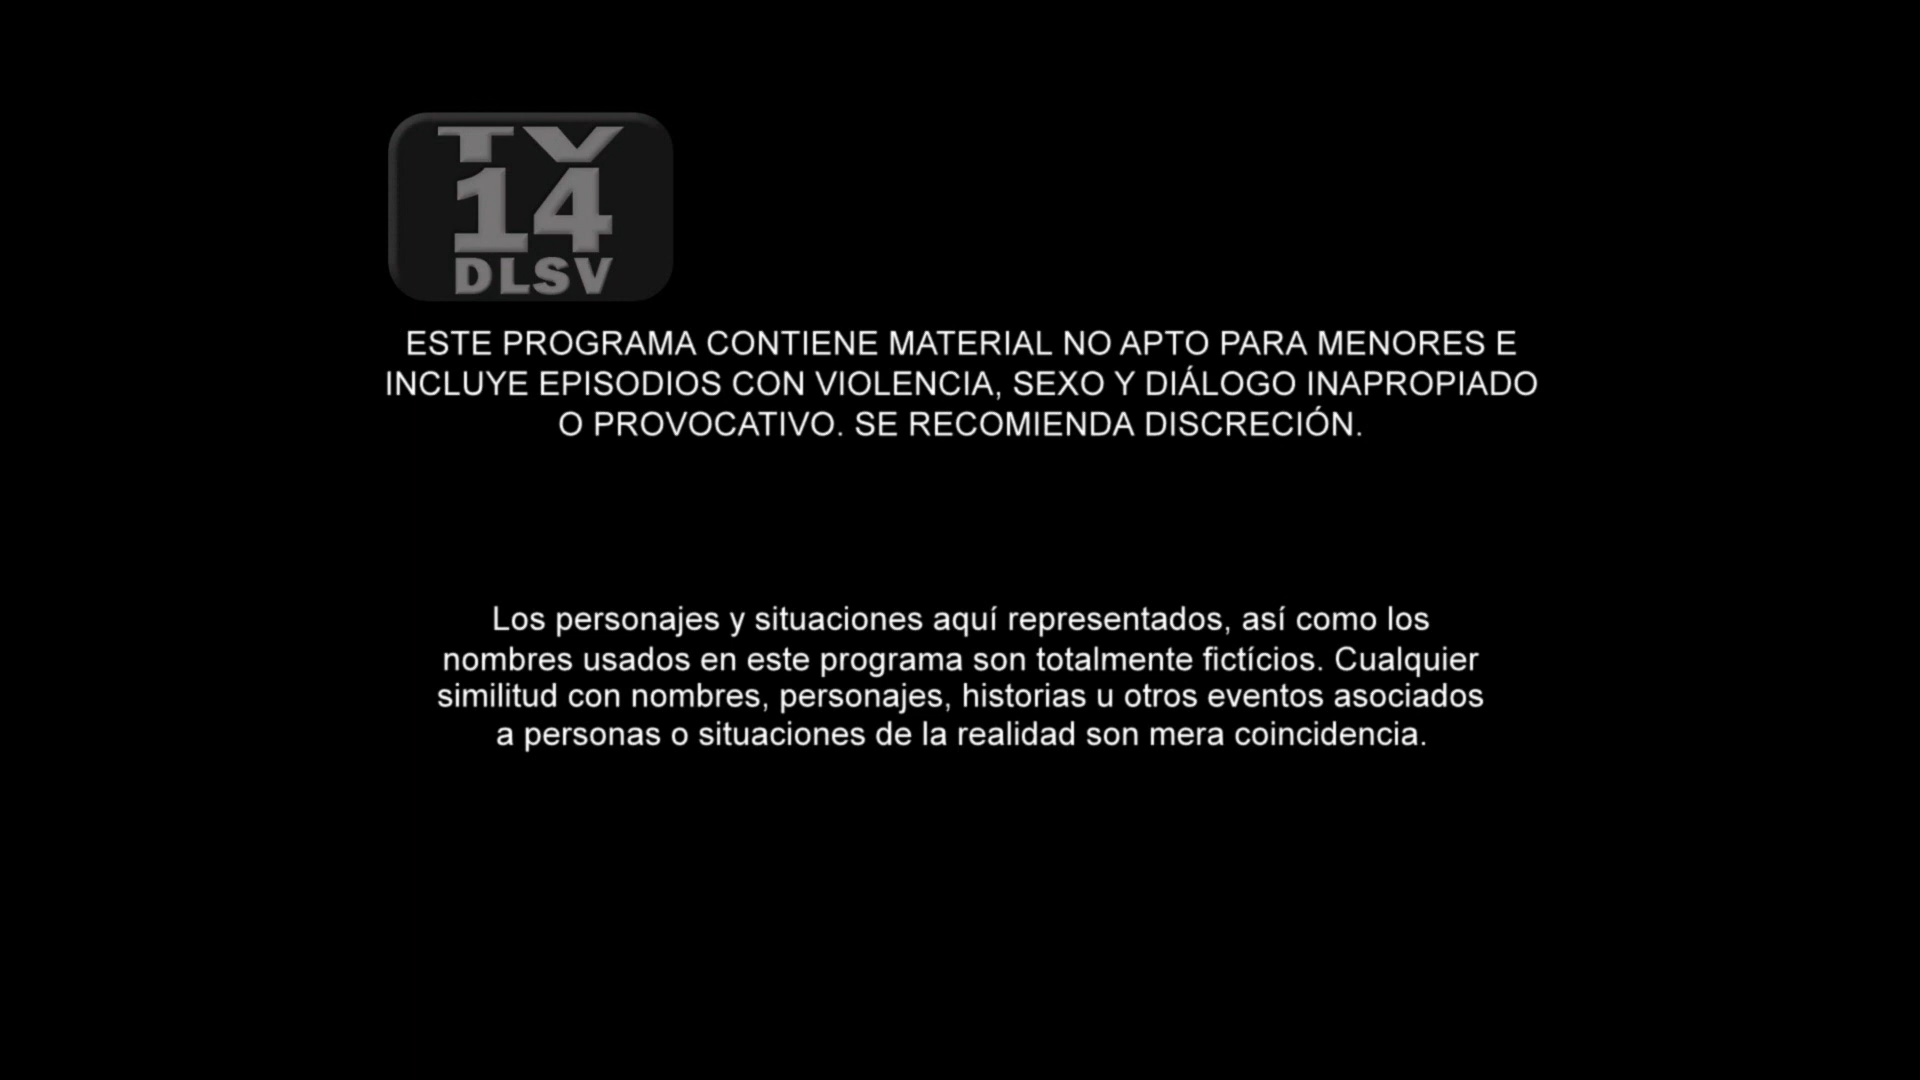 TV
14
DLSV
ESTE PROGRAMA CONTIENE MATERIAL NO APTO PARA MENORES E
INCLUYE EPISODIOS CON VIOLENCIA, SEXO Y DIÁLOGO INAPROPIADO
O PROVOCATIVO. SE RECOMIENDA DISCRECIÓN.
Los personajes y situaciones aquí representados, así como los
nombres usados en este programa son totalmente fictícios. Cualquier
similitud con nombres, personajes, historias u otros eventos asociados
a personas o situaciones de la realidad son mera coincidencia.